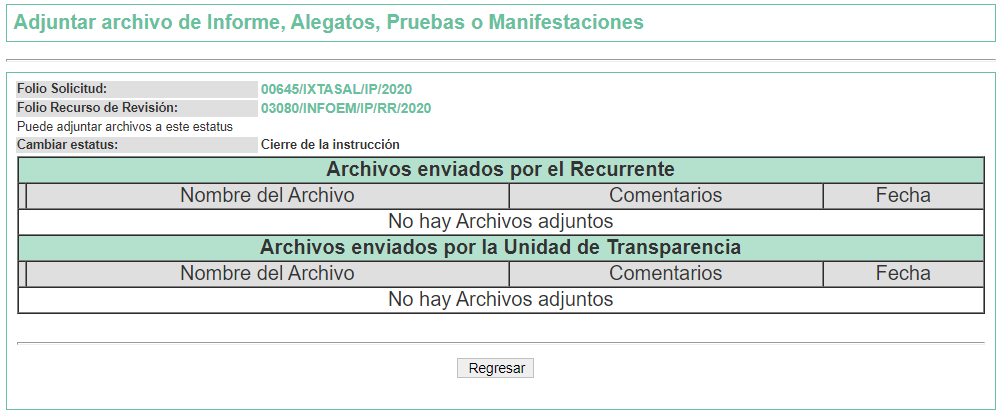 Adjuntar archivo de Informe, Alegatos, Pruebas o Manifestaciones
Folio Solicitud: 00645/IXTASAL/IP/2020
Folio Recurso de Revisión: 03080/INFOEM/IP/RR/2020
Puede adjuntar archivos a este estatus
Cambiar estatus: Cierre de la instrucción
Archivos enviados por el Recurrente
Nombre del Archivo Comentarios Fecha
No hay Archivos adjuntos
Archivos enviados por la Unidad de Transparencia
Nombre del Archivo Comentarios Fecha
No hay Archivos adjuntos
Regresar